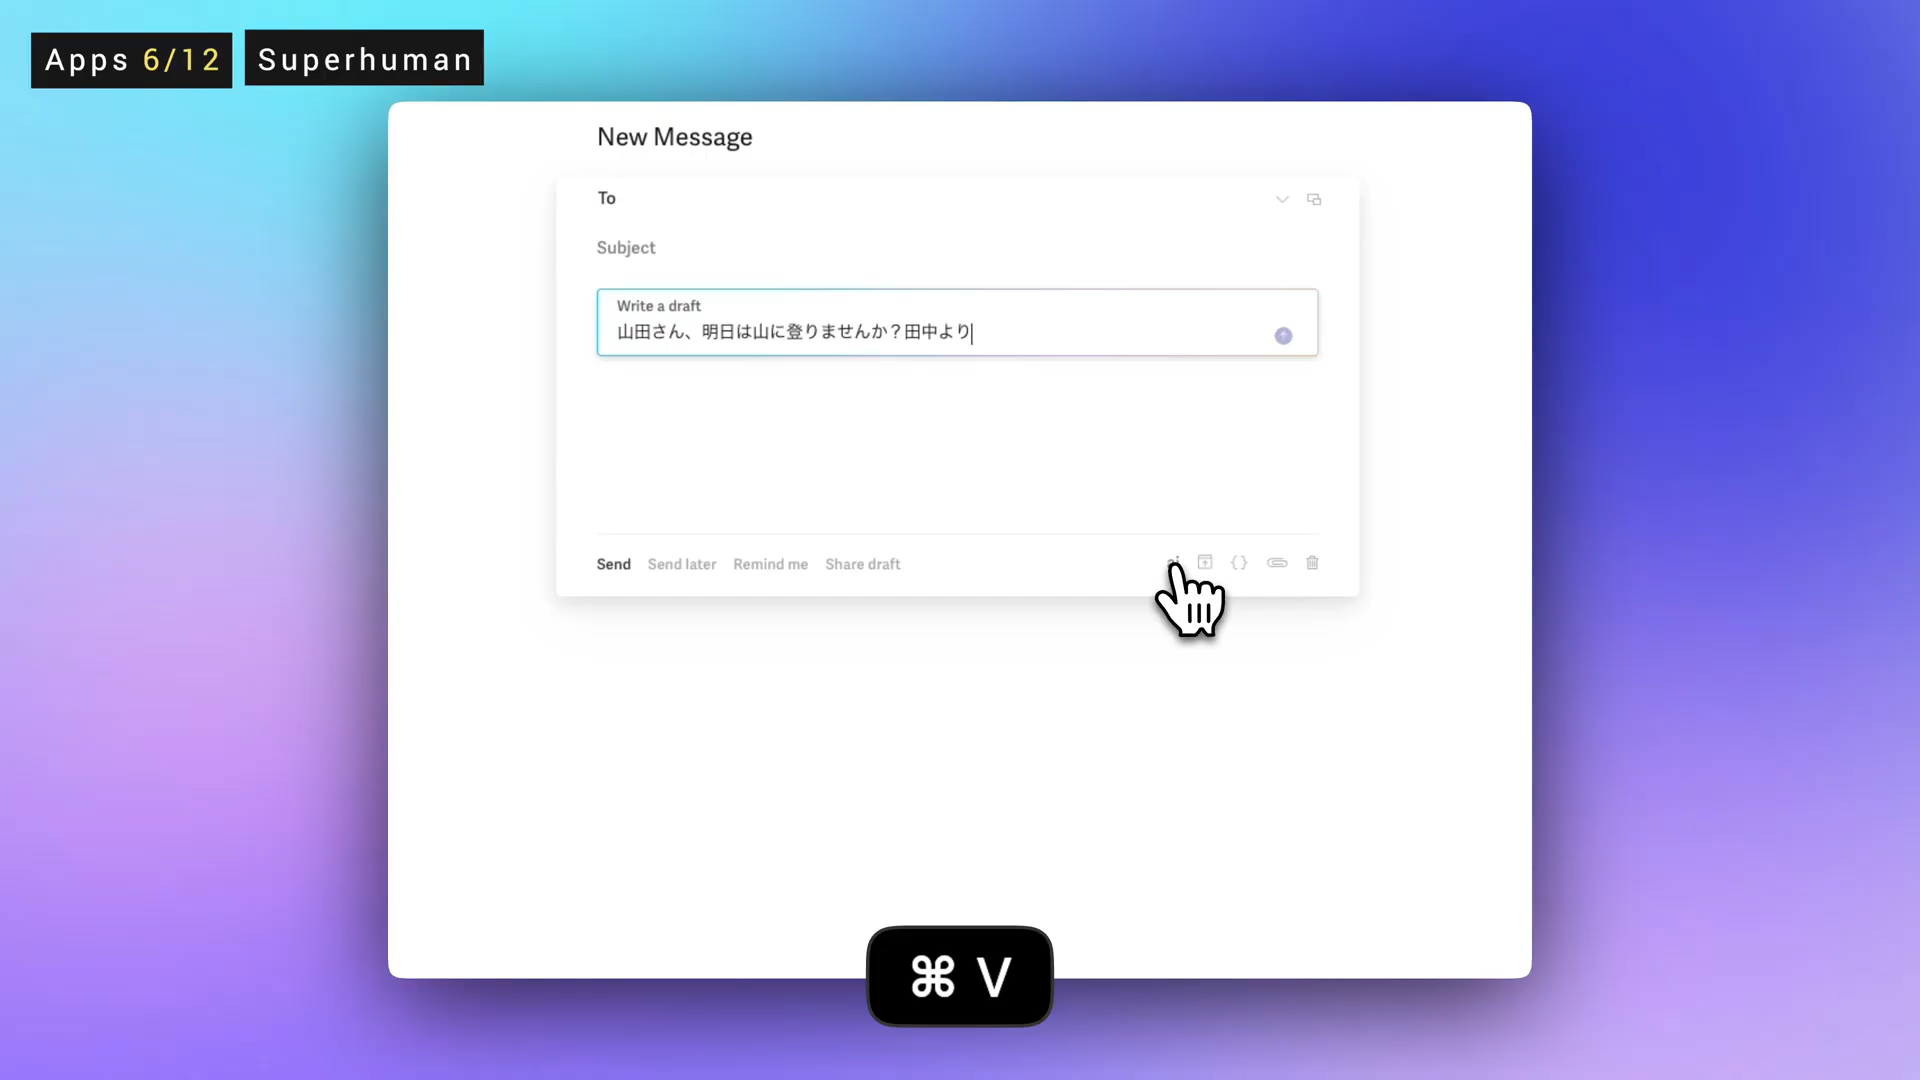 Apps 6/12 Superhuman
New Message
To
Subject
Write a draft
山田さん、明日は山に登りませんか？田中より
Send Send later Remind me Share draft
⌘ V